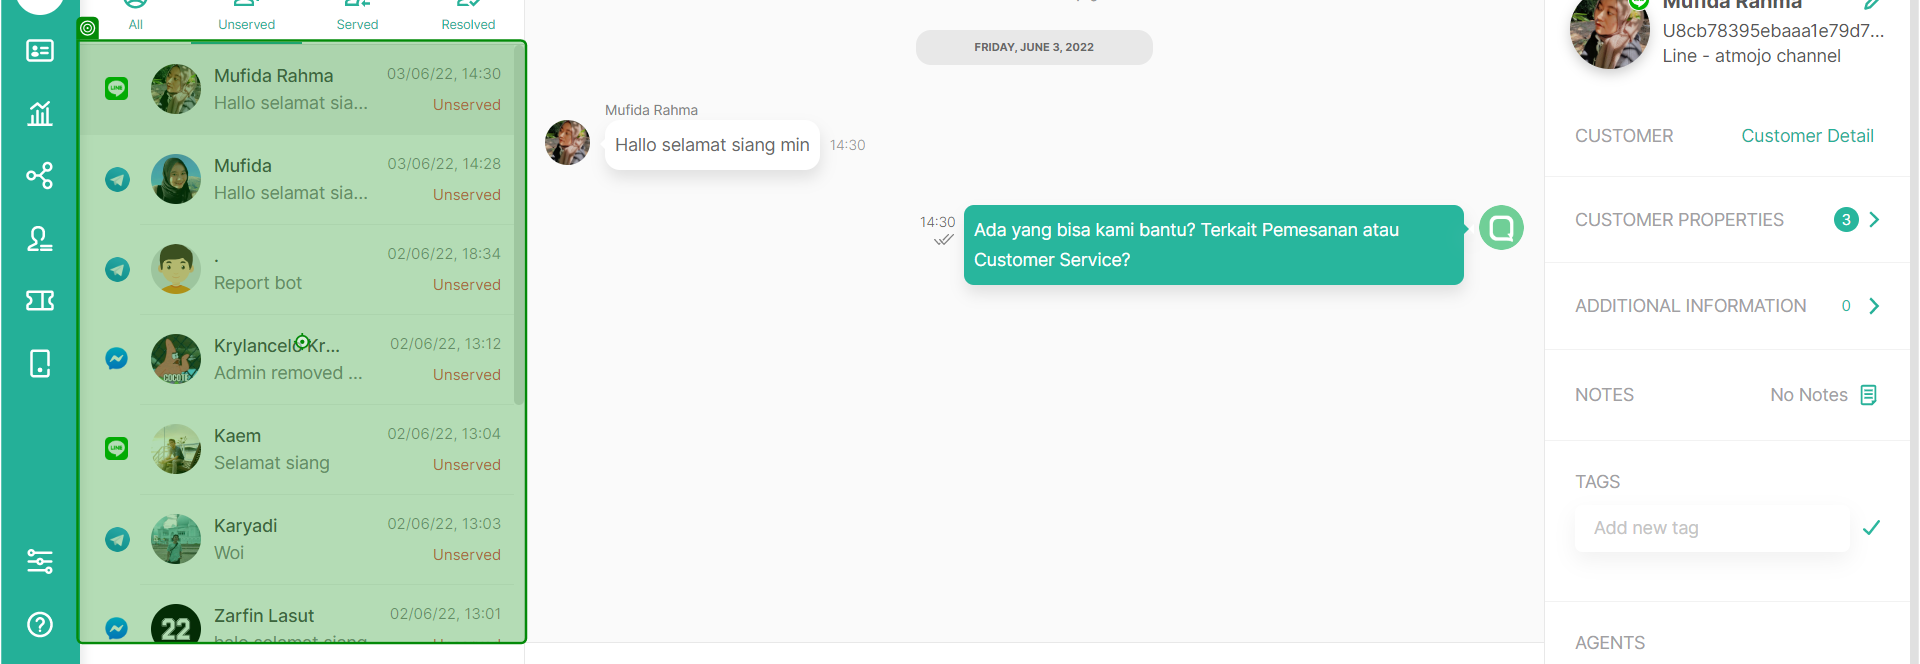 All
Unserved
Served
Resolved
Mufida Rahma
03/06/22, 14:30
Hallo selamat sia...
Unserved
Mufida
03/06/22, 14:28
Hallo selamat sia...
Unserved
.
02/06/22, 18:34
Report bot
Unserved
Krylancelo Kr...
02/06/22, 13:12
Admin removed ...
Unserved
Kaem
02/06/22, 13:04
Selamat siang
Unserved
Karyadi
02/06/22, 13:03
Woi
Unserved
Zarfin Lasut
02/06/22, 13:01
22
halo selamat siang
FRIDAY, JUNE 3, 2022
Mufida Rahma
Hallo selamat siang min
14:30
14:30
Ada yang bisa kami bantu? Terkait Pemesanan atau
Customer Service?
Mufida Rahma
U8cb78395ebaaa1e79d7...
Line - atmojo channel
CUSTOMER
Customer Detail
CUSTOMER PROPERTIES
3
ADDITIONAL INFORMATION
0
NOTES
No Notes
TAGS
Add new tag
AGENTS